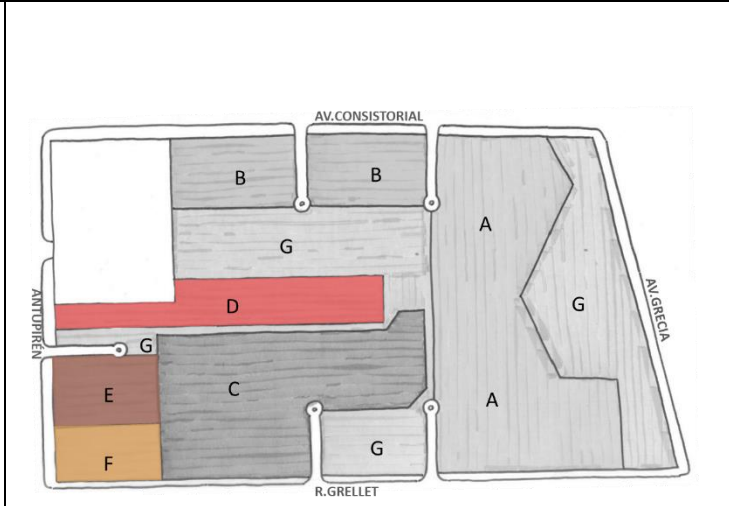 AV.CONSISTORIAL
B
B
A
G
G
AV.GRECIA
D
ANTUPIRÉN
G
E
C
A
F
G
R.GRELLET